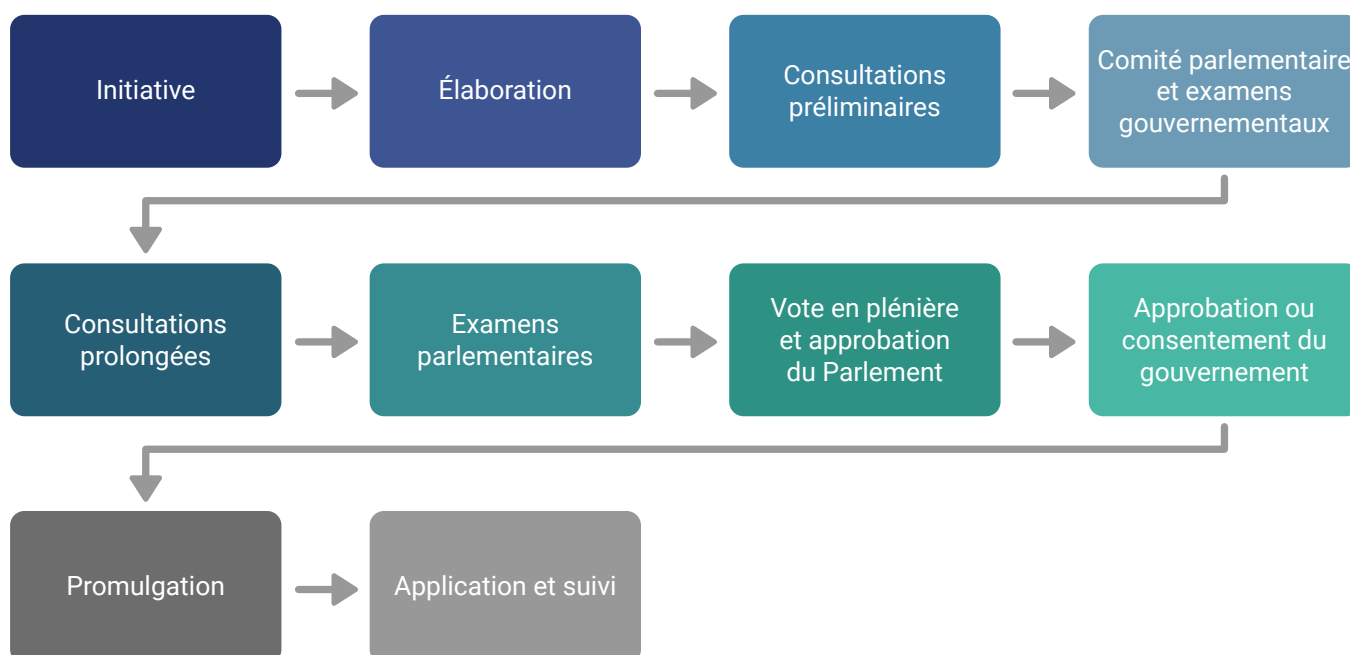 Initiative
Élaboration
Consultations
préliminaires
Comité parlementaire
et examens
gouvernementaux
Consultations
prolongées
Examens
parlementaires
Vote en plénière
et approbation
du Parlement
Approbation ou
consentement du
gouvernement
Promulgation
Application et suivi